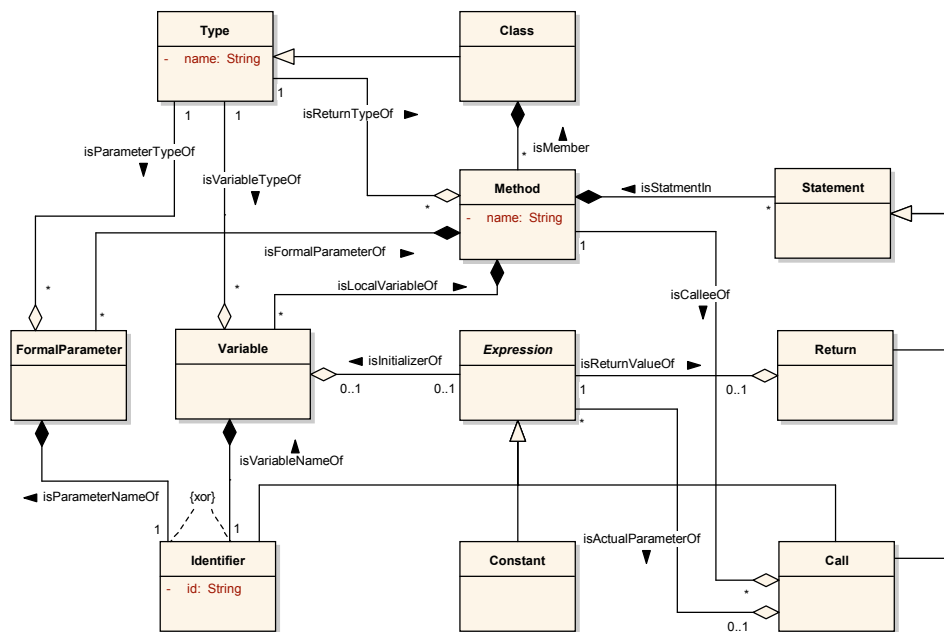 Type
Class
- name: String
1
1
1
isReturnTypeOf
isParameterTypeOf
isMember
*
isVariableTypeOf
Method
isStatmentIn
Statement
*
- name: String
*
1
isFormalParameterOf
isLocalVariableOf
isCalleeOf
*
*
*
*
FormalParameter
Variable
isInitializerOf
Expression
isReturnValueOf
Return
0..1
0..1
1
0..1
*
isVariableNameOf
isParameterNameOf
{xor}
1
1
isActualParameterOf
Identifier
Constant
Call
- id: String
*
0..1